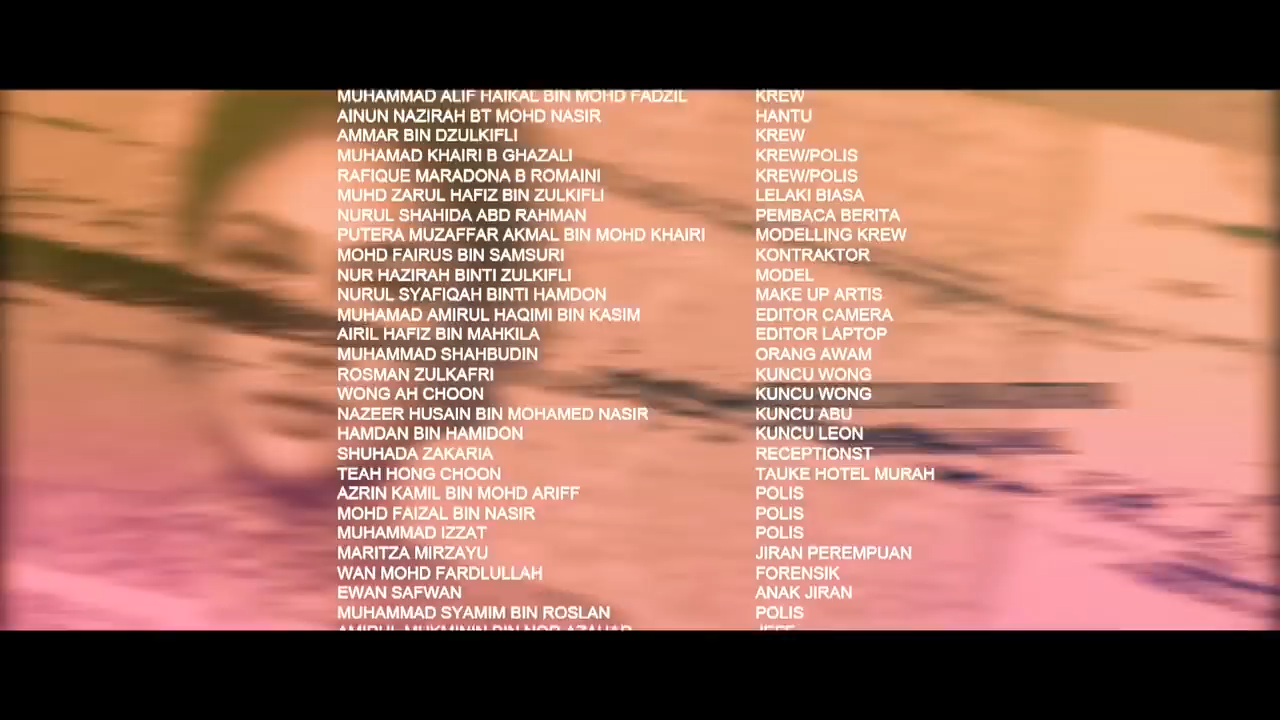 MUHAMMAD ALIF HAIKAL BIN MOHD FADZIL KREW
AINUN NAZIRAH BT MOHD NASIR HANTU
AMMAR BIN DZULKIFLI KREW
MUHAMAD KHAIRI B GHAZALI KREW/POLIS
RAFIQUE MARADONA B ROMAINI KREW/POLIS
MUHD ZARUL HAFIZ BIN ZULKIFLI LELAKI BIASA
NURUL SHAHIDA ABD RAHMAN PEMBACA BERITA
PUTERA MUZAFFAR AKMAL BIN MOHD KHAIRI MODELLING KREW
MOHD FAIRUS BIN SAMSURI KONTRAKTOR
NUR HAZIRAH BINTI ZULKIFLI MODEL
NURUL SYAFIQAH BINTI HAMDON MAKE UP ARTIS
MUHAMAD AMIRUL HAQIMI BIN KASIM EDITOR CAMERA
AIRIL HAFIZ BIN MAHKILA EDITOR LAPTOP
MUHAMMAD SHAHBUDIN ORANG AWAM
ROSMAN ZULKAFRI KUNCU WONG
WONG AH CHOON KUNCU WONG
NAZEER HUSAIN BIN MOHAMED NASIR KUNCU ABU
HAMDAN BIN HAMIDON KUNCU LEON
SHUHADA ZAKARIA RECEPTIONST
TEAH HONG CHOON TAUKE HOTEL MURAH
AZRIN KAMIL BIN MOHD ARIFF POLIS
MOHD FAIZAL BIN NASIR POLIS
MUHAMMAD IZZAT POLIS
MARITZA MIRZAYU JIRAN PEREMPUAN
WAN MOHD FARDLULLAH FORENSIK
EWAN SAFWAN ANAK JIRAN
MUHAMMAD SYAMIM BIN ROSLAN POLIS